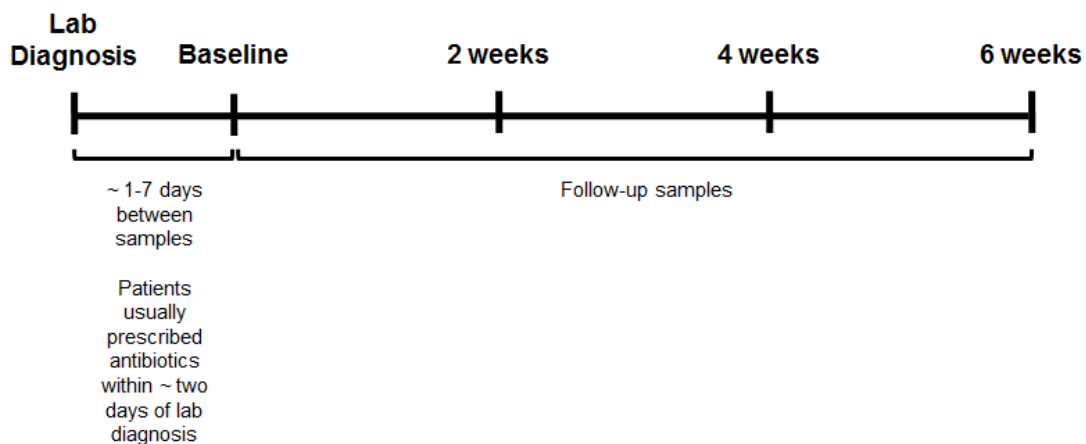 Lab
Diagnosis
Baseline
2 weeks
4 weeks
6 weeks
~ 1-7 days
between
samples
Follow-up samples
Patients
usually
prescribed
antibiotics
within ~ two
days of lab
diagnosis